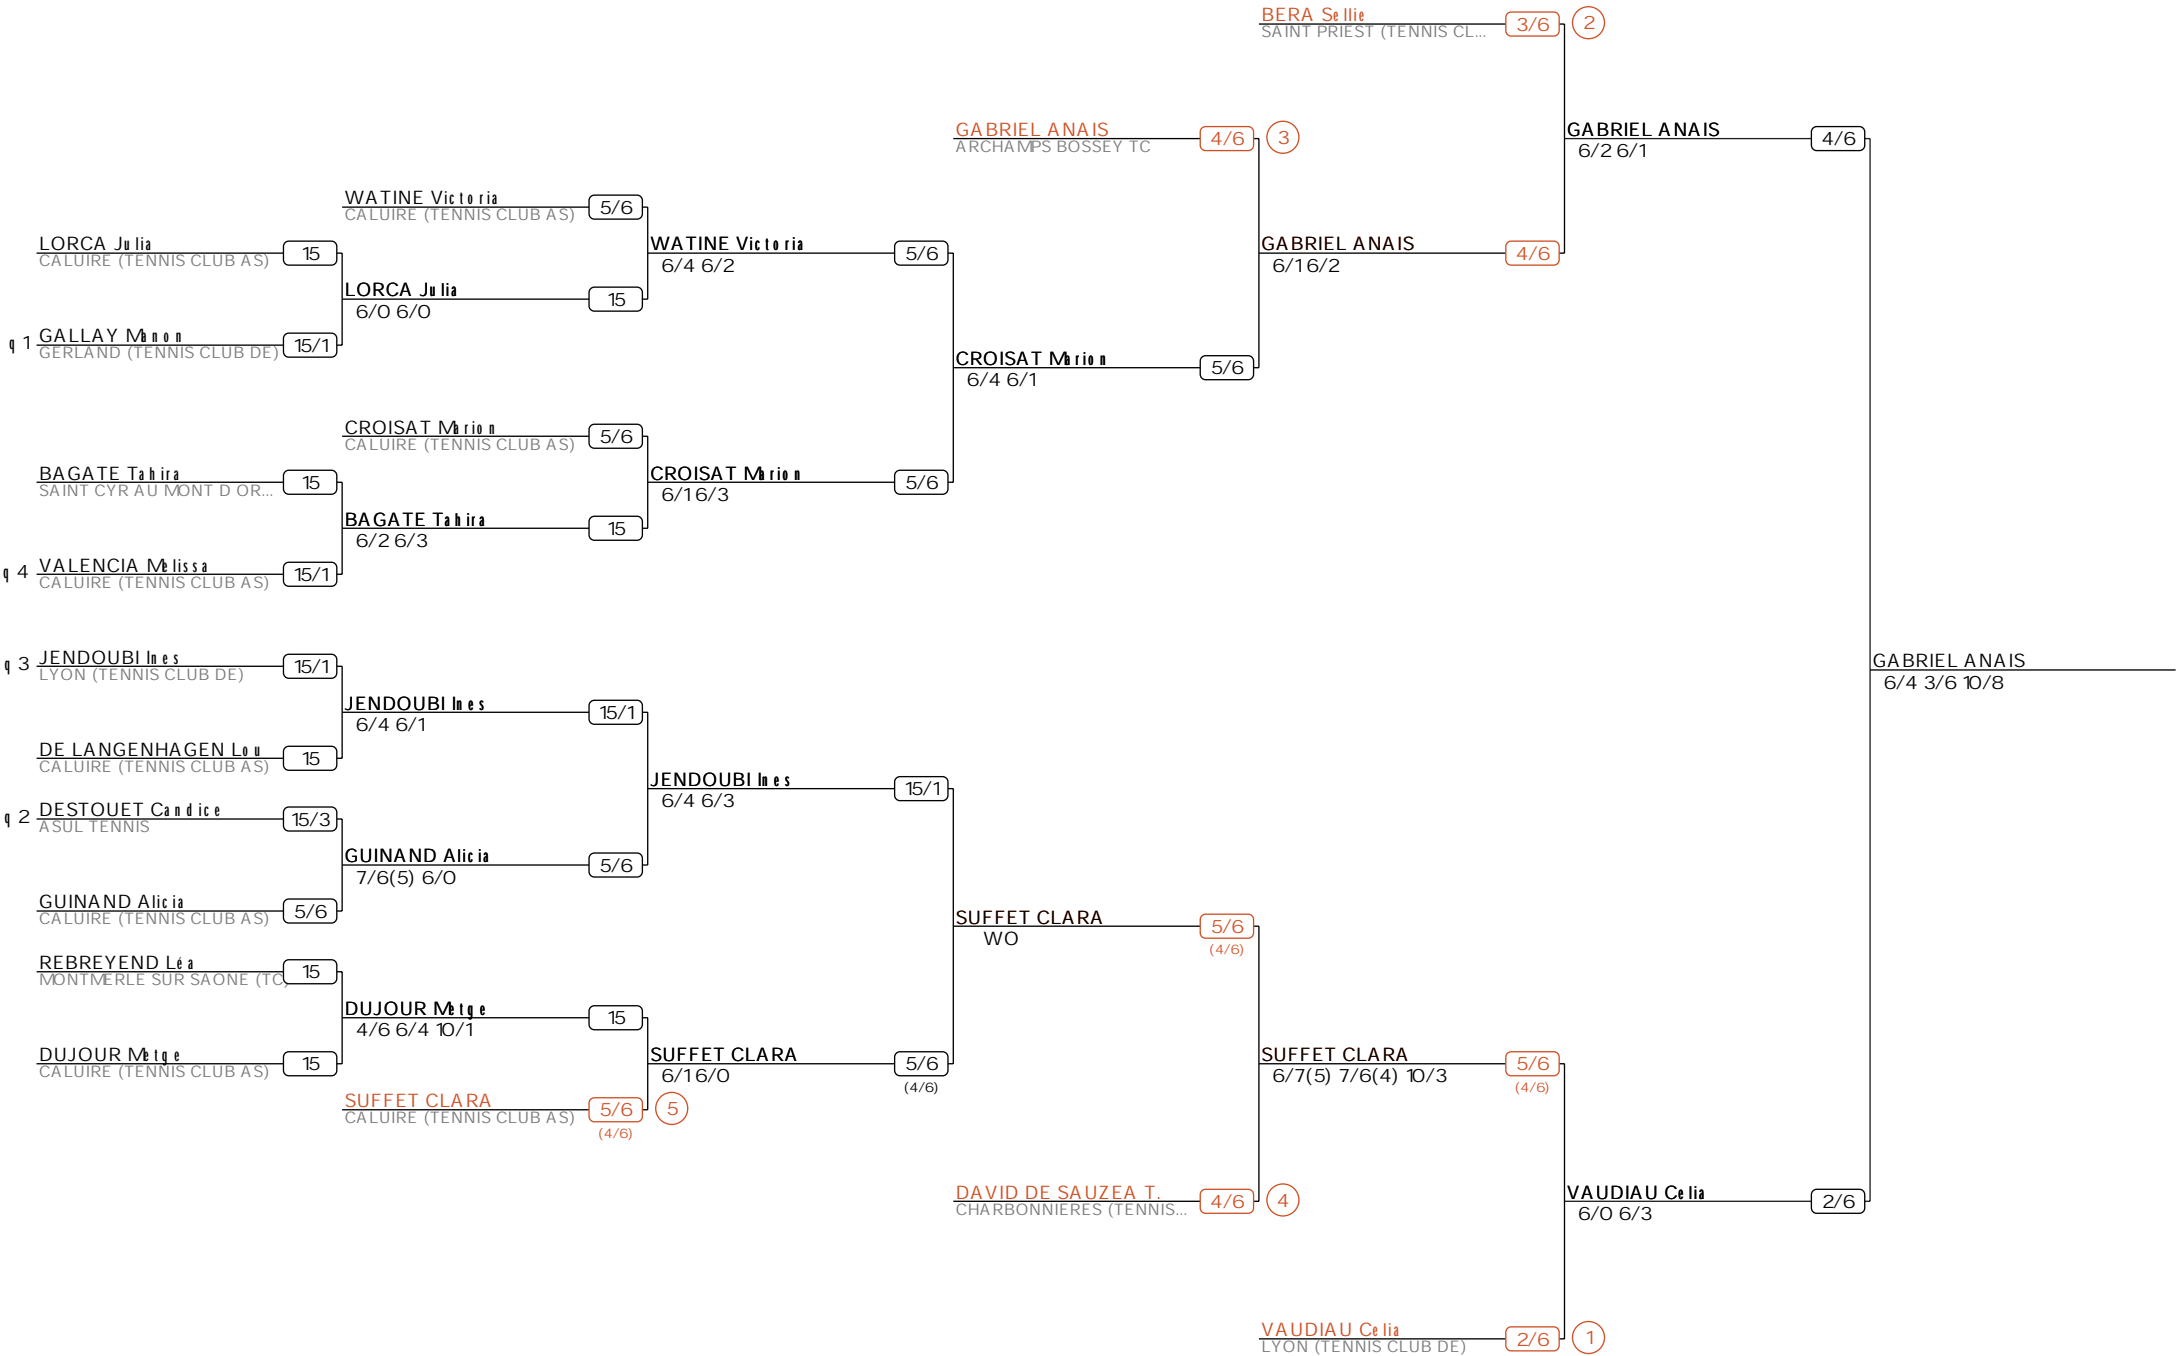 BERA Sellie
SAINT PRIEST (TENNIS CL...
3/6
2
GABRIEL ANAIS
ARCHAMPS BOSSEY TC
4/6
3
GABRIEL ANAIS
6/2 6/1
4/6
WATINE Victoria
CALUIRE (TENNIS CLUB AS)
5/6
LORCA Julia
CALUIRE (TENNIS CLUB AS)
15
WATINE Victoria
6/4 6/2
5/6
GABRIEL ANAIS
6/1 6/2
4/6
LORCA Julia
6/0 6/0
15
q 1
GALLAY Manon
GERLAND (TENNIS CLUB DE)
15/1
CROISAT Marion
6/4 6/1
5/6
CROISAT Marion
CALUIRE (TENNIS CLUB AS)
5/6
BAGATE Tahira
SAINT CYR AU MONT D OR...
15
CROISAT Marion
6/1 6/3
5/6
BAGATE Tahira
6/2 6/3
15
q 4
VALENCIA Melissa
CALUIRE (TENNIS CLUB AS)
15/1
q 3
JENDOUBI Ines
LYON (TENNIS CLUB DE)
15/1
GABRIEL ANAIS
6/4 3/6 10/8
JENDOUBI Ines
6/4 6/1
15/1
DE LANGENHAGEN Lou
CALUIRE (TENNIS CLUB AS)
15
JENDOUBI Ines
6/4 6/3
15/1
q 2
DESTOUET Candice
ASUL TENNIS
15/3
GUINAND Alicia
7/6(5) 6/0
5/6
GUINAND Alicia
CALUIRE (TENNIS CLUB AS)
5/6
SUFFET CLARA
WO
5/6
(4/6)
REBREYEND Léa
MONTMERLE SUR SAONE (TC)
15
DUJOUR Metge
4/6 6/4 10/1
15
DUJOUR Metge
CALUIRE (TENNIS CLUB AS)
15
SUFFET CLARA
6/1 6/0
5/6
(4/6)
SUFFET CLARA
6/7(5) 7/6(4) 10/3
5/6
(4/6)
SUFFET CLARA
CALUIRE (TENNIS CLUB AS)
5/6
(4/6)
5
DAVID DE SAUZEA T.
CHARBONNIERES (TENNIS...
4/6
4
VAUDIAU Celia
6/0 6/3
2/6
VAUDIAU Celia
LYON (TENNIS CLUB DE)
2/6
1